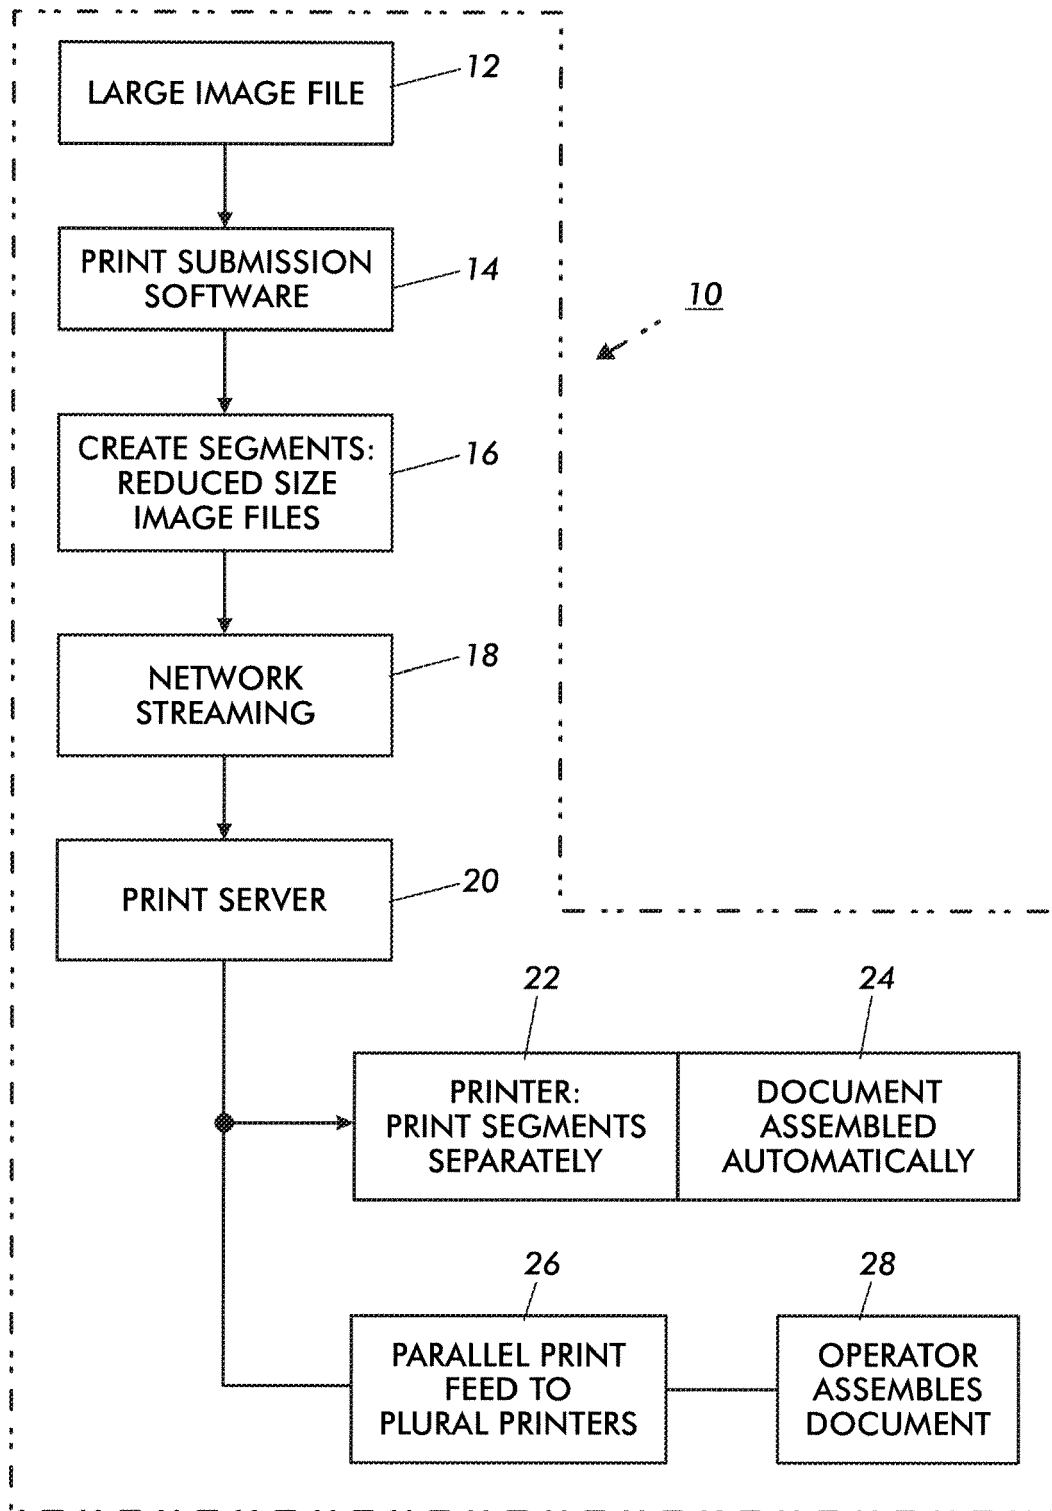 LARGE IMAGE FILE
12
PRINT SUBMISSION
SOFTWARE
14
10
CREATE SEGMENTS:
REDUCED SIZE
IMAGE FILES
16
NETWORK
STREAMING
18
PRINT SERVER
20
22
24
PRINTER:
PRINT SEGMENTS
SEPARATELY
DOCUMENT
ASSEMBLED
AUTOMATICALLY
26
28
PARALLEL PRINT
FEED TO
PLURAL PRINTERS
OPERATOR
ASSEMBLES
DOCUMENT